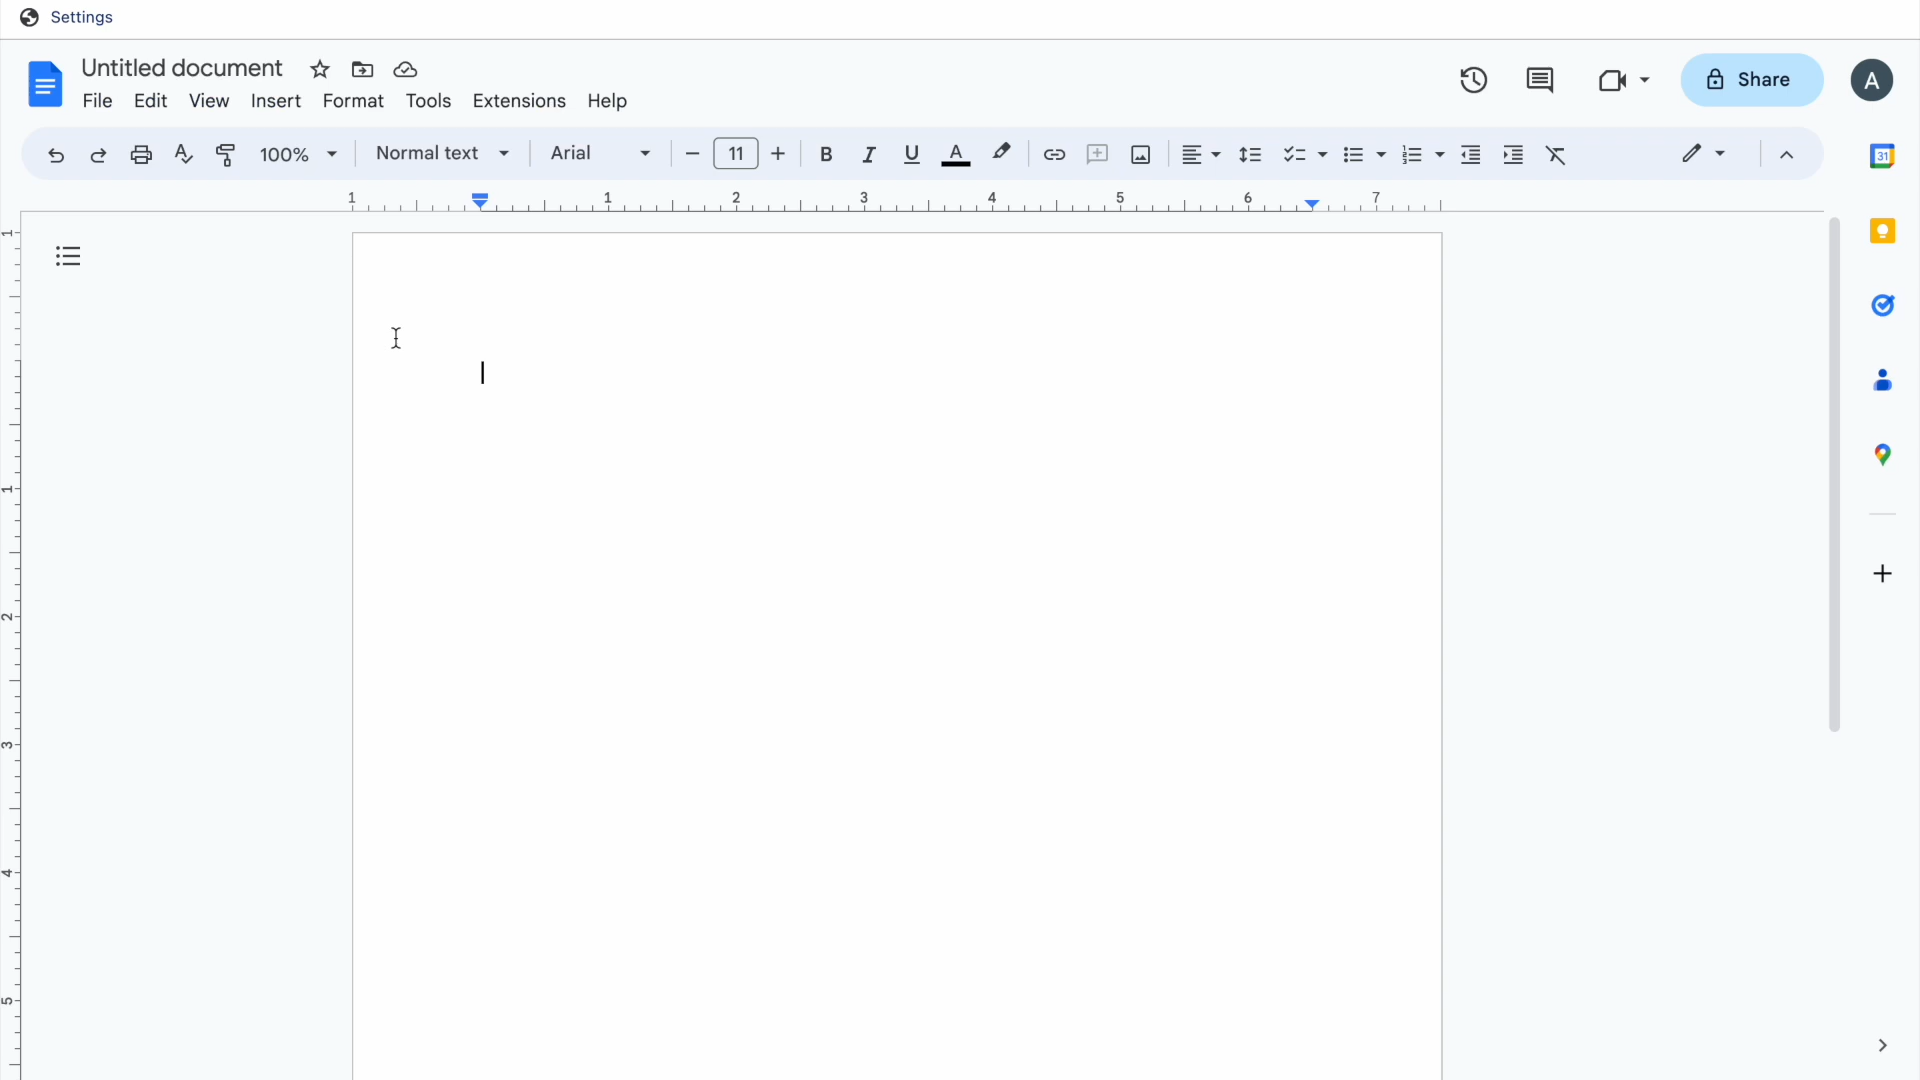 Settings
Untitled document
File Edit View Insert Format Tools Extensions Help
Share
A
100% Normal text Arial 11 B I U A
31
1 1 2 3 4 5 6 7
1
1
2
3
4
5